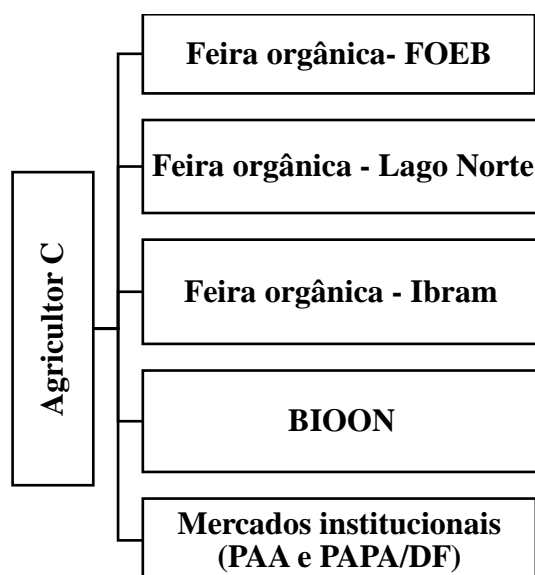 Agricultor C
Feira orgânica- FOEB
Feira orgânica - Lago Norte
Feira orgânica - Ibram
BIOON
Mercados institucionais
(PAA e PAPA/DF)